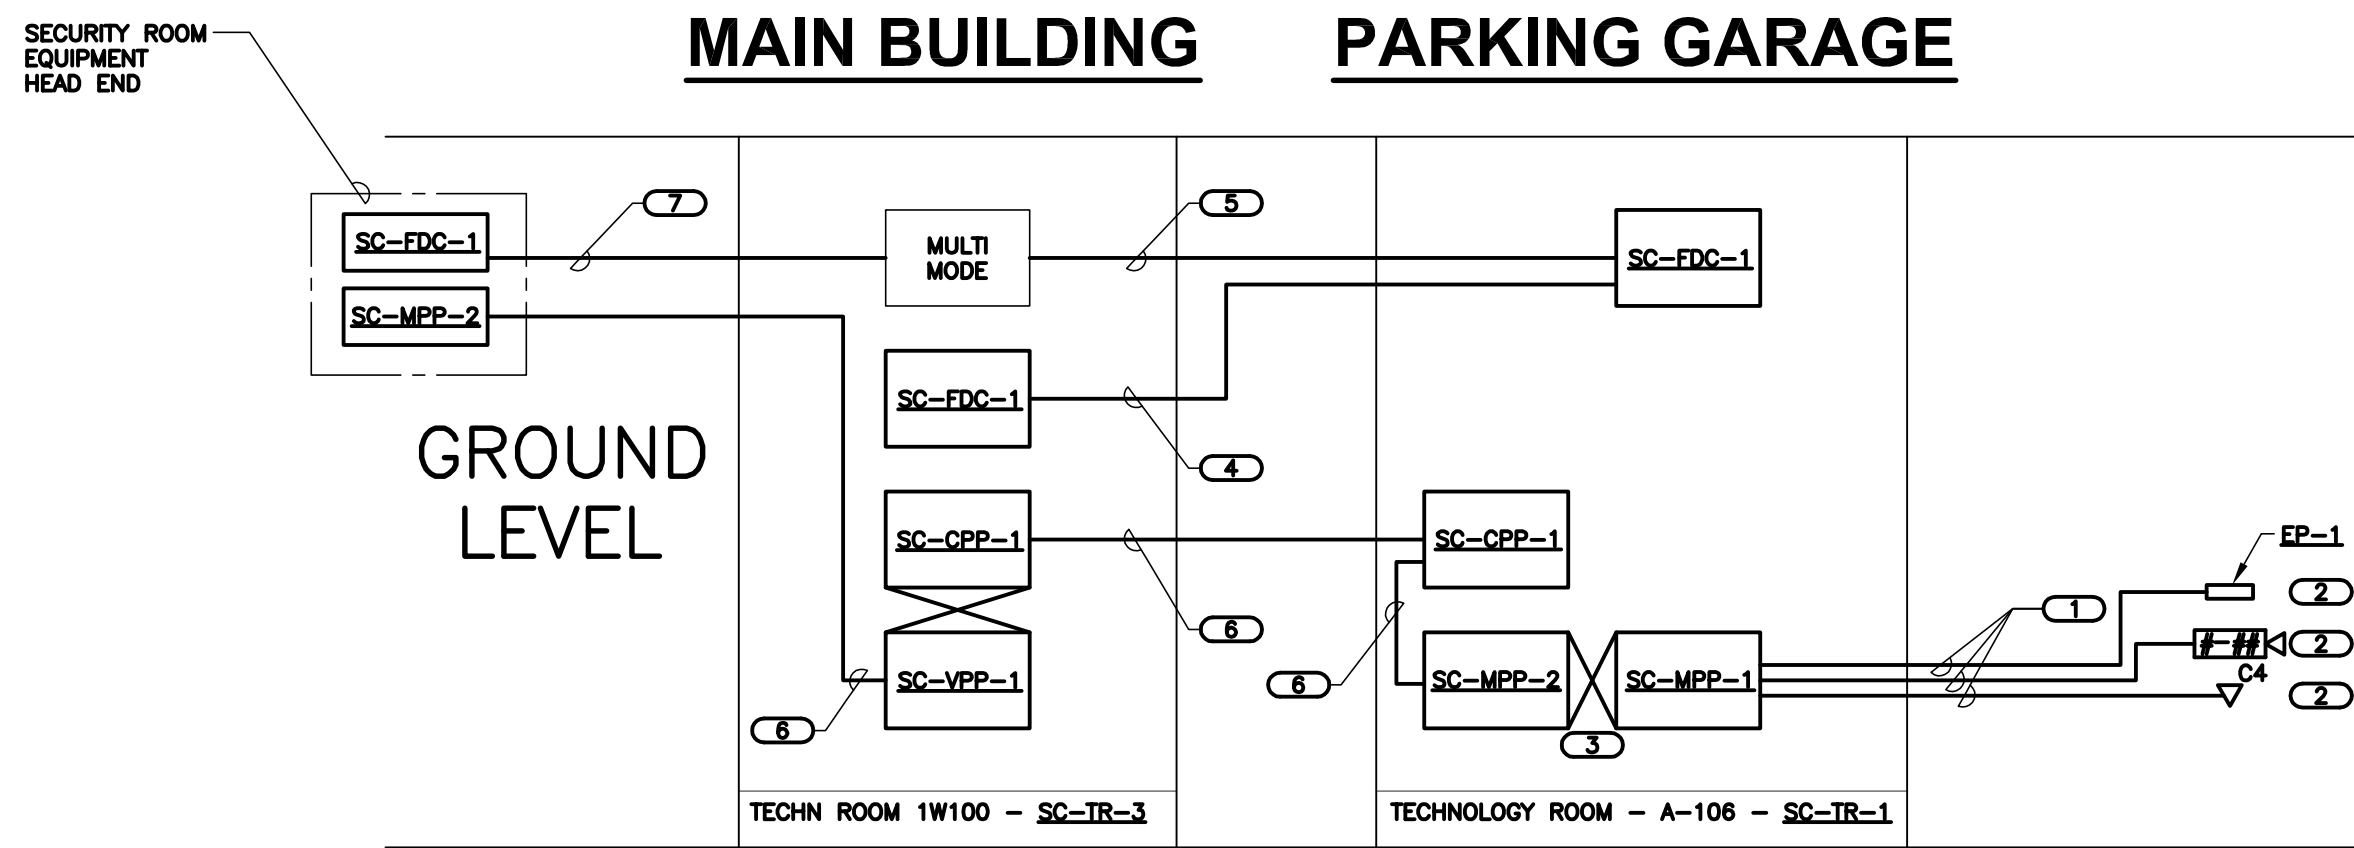 MAIN BUILDING
PARKING GARAGE
SECURITY ROOM
EQUIPMENT
HEAD END
7
5
SC-FDC-1
MULTI
MODE
SC-FDC-1
SC-MPP-2
SC-FDC-1
GROUND
LEVEL
4
SC-CPP-1
SC-CPP-1
EP-1
2
1
6
#-##
2
C4
SC-VPP-1
6
SC-MPP-2
SC-MPP-1
2
6
3
TECHN ROOM 1W100 - SC-TR-3
TECHNOLOGY ROOM - A-106 - SC-TR-1